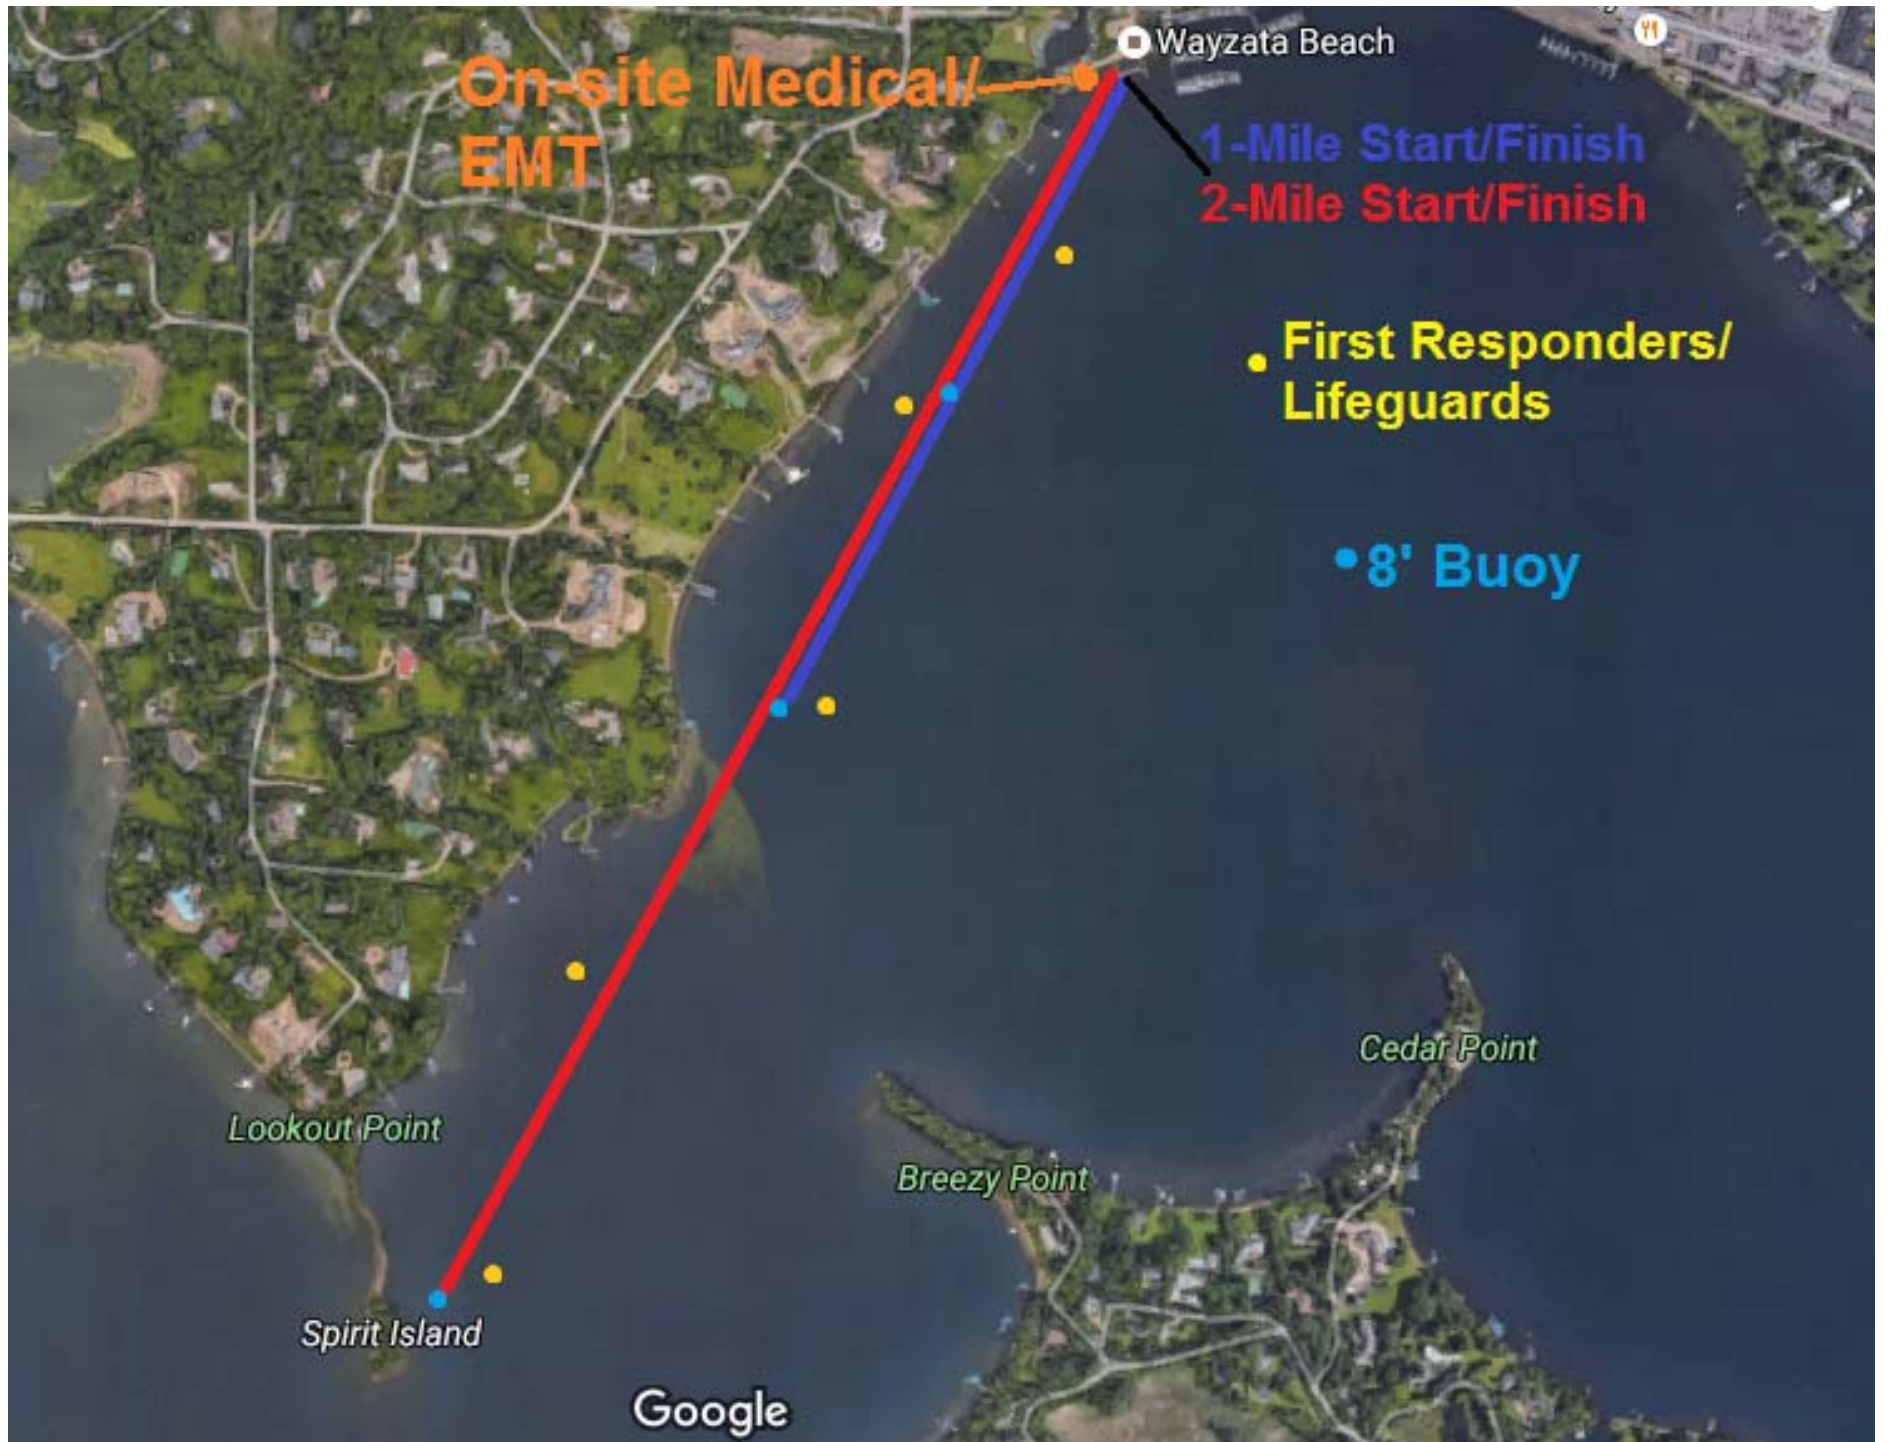 Wayzata Beach
On-site Medical/
EMT
1-Mile Start/Finish
2-Mile Start/Finish
First Responders/
Lifeguards
8' Buoy
Cedar Point
Lookout Point
Breezy Point
Spirit Island
Google